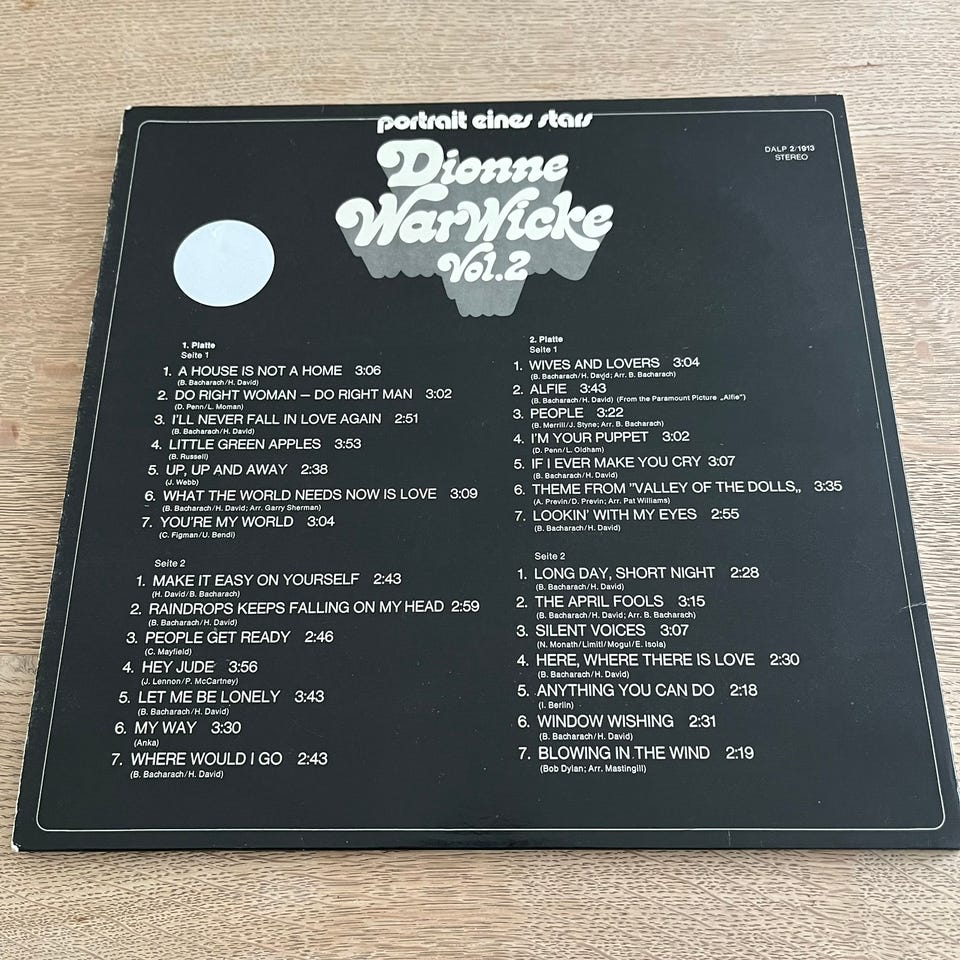 portrait eines stars
Dionne
WarWicke
Vol.2
DALP 2/1913
STEREO
1. Platte
Seite 1
1. A HOUSE IS NOT A HOME 3:06
(B. Bacharach/H. David)
2. DO RIGHT WOMAN – DO RIGHT MAN 3:02
(D. Penn/L. Moman)
3. I'LL NEVER FALL IN LOVE AGAIN 2:51
(B. Bacharach/H. David)
4. LITTLE GREEN APPLES 3:53
(B. Russell)
5. UP, UP AND AWAY 2:38
(J. Webb)
6. WHAT THE WORLD NEEDS NOW IS LOVE 3:09
(B. Bacharach/H. David; Arr. Garry Sherman)
7. YOU'RE MY WORLD 3:04
(C. Figman/U. Bendi)
Seite 2
1. MAKE IT EASY ON YOURSELF 2:43
(H. David/B. Bacharach)
2. RAINDROPS KEEPS FALLING ON MY HEAD 2:59
(B. Bacharach/H. David)
3. PEOPLE GET READY 2:46
(C. Mayfield)
4. HEY JUDE 3:56
(J. Lennon/P. McCartney)
5. LET ME BE LONELY 3:43
(B. Bacharach/H. David)
6. MY WAY 3:30
(Anka)
7. WHERE WOULD I GO 2:43
(B. Bacharach/H. David)
2. Platte
Seite 1
1. WIVES AND LOVERS 3:04
(B. Bacharach/H. David; Arr. B. Bacharach)
2. ALFIE 3:43
(B. Bacharach/H. David) (From the Paramount Picture „Alfie")
3. PEOPLE 3:22
(B. Merrill/J. Styne; Arr. B. Bacharach)
4. I'M YOUR PUPPET 3:02
(D. Penn/L. Oldham)
5. IF I EVER MAKE YOU CRY 3:07
(B. Bacharach/H. David)
6. THEME FROM "VALLEY OF THE DOLLS„ 3:35
(A. Previn/D. Previn; Arr. Pat Williams)
7. LOOKIN' WITH MY EYES 2:55
(B. Bacharach/H. David)
Seite 2
1. LONG DAY, SHORT NIGHT 2:28
(B. Bacharach/H. David)
2. THE APRIL FOOLS 3:15
(B. Bacharach/H. David; Arr. B. Bacharach)
3. SILENT VOICES 3:07
(N. Monath/Limiti/Mogul/E. Isola)
4. HERE, WHERE THERE IS LOVE 2:30
(B. Bacharach/H. David)
5. ANYTHING YOU CAN DO 2:18
(I. Berlin)
6. WINDOW WISHING 2:31
(B. Bacharach/H. David)
7. BLOWING IN THE WIND 2:19
(Bob Dylan; Arr. Mastingill)